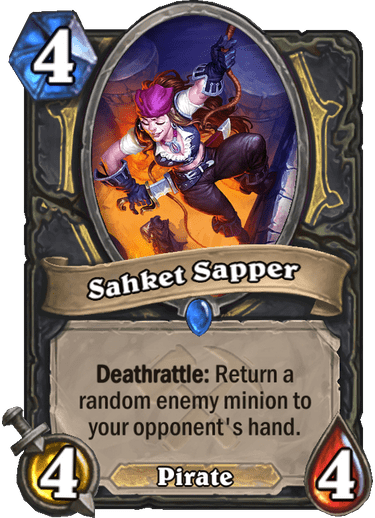 4
Sahket Sapper
Deathrattle: Return a
random enemy minion to
your opponent's hand.
4
Pirate
4